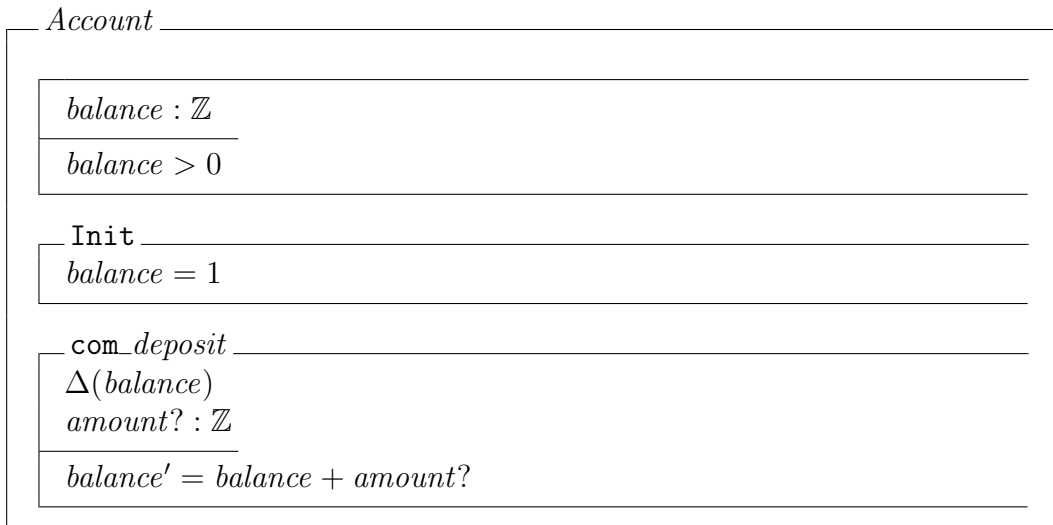 Account
balance : ℤ
balance > 0
Init
balance = 1
com_deposit
Δ(balance)
amount? : ℤ
balance′ = balance + amount?